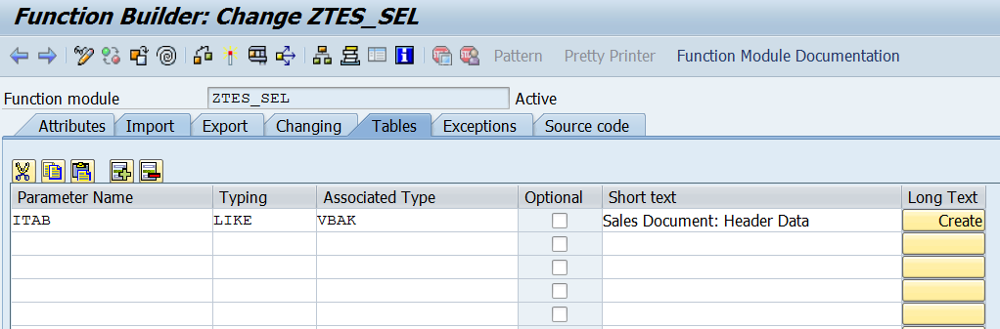 Function Builder: Change ZTES_SEL
Pattern Pretty Printer Function Module Documentation
Function module ZTES_SEL Active
Attributes Import Export Changing Tables Exceptions Source code
Parameter Name Typing Associated Type Optional Short text Long Text
ITAB LIKE VBAK Sales Document: Header Data Create